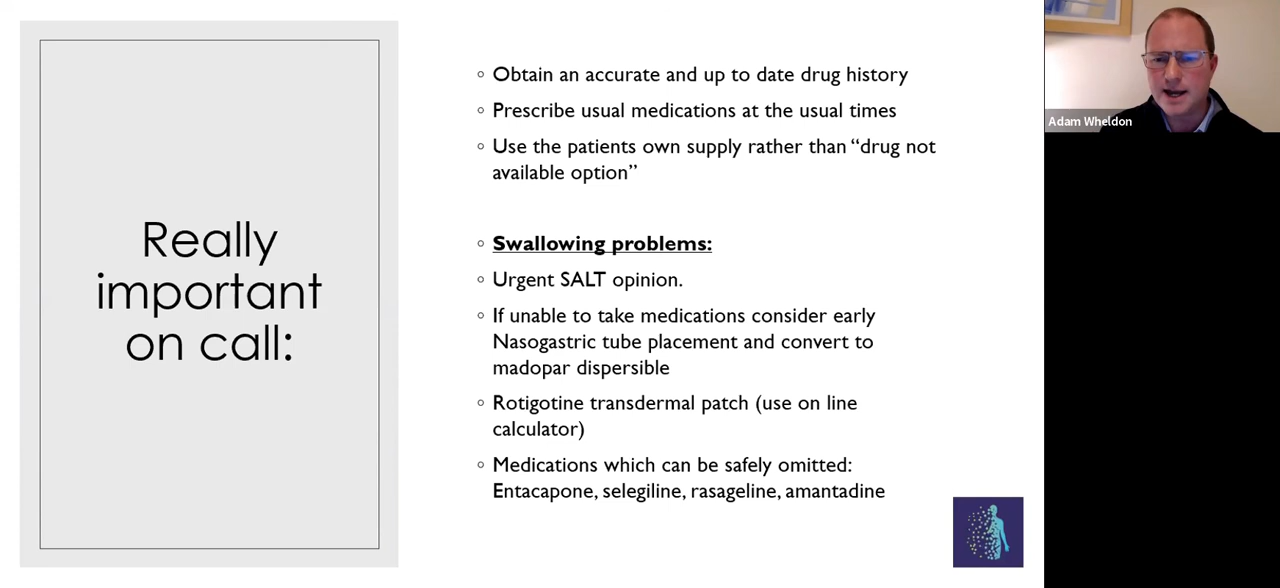 Really
important
on call:
◦ Obtain an accurate and up to date drug history
◦ Prescribe usual medications at the usual times
◦ Use the patients own supply rather than “drug not
available option”
◦ Swallowing problems:
◦ Urgent SALT opinion.
◦ If unable to take medications consider early
Nasogastric tube placement and convert to
madopar dispersible
◦ Rotigotine transdermal patch (use on line
calculator)
◦ Medications which can be safely omitted:
Entacapone, selegiline, rasageline, amantadine
Adam Wheldon